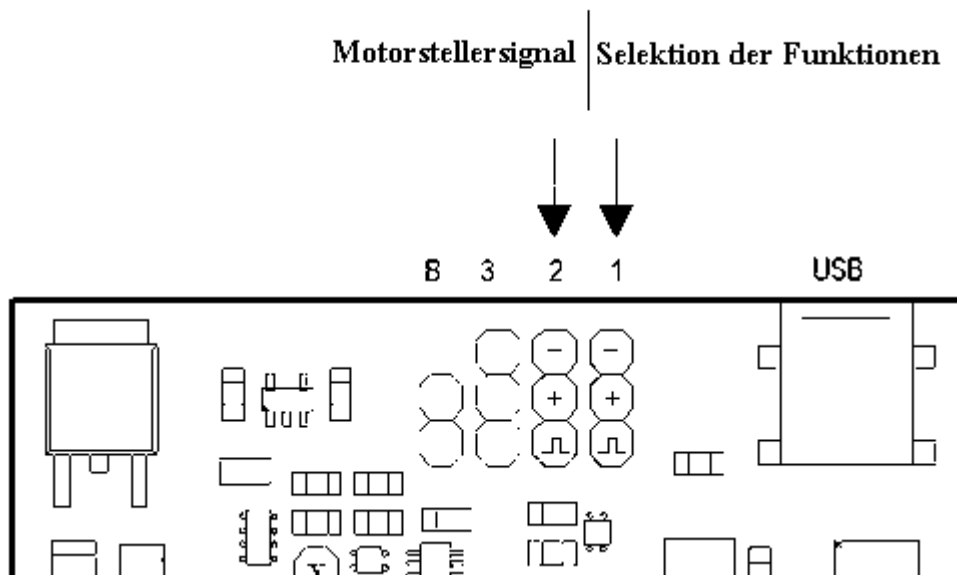 Motorstellersignal Selektion der Funktionen
B 3 2 1 USB
- -
+ +
Y